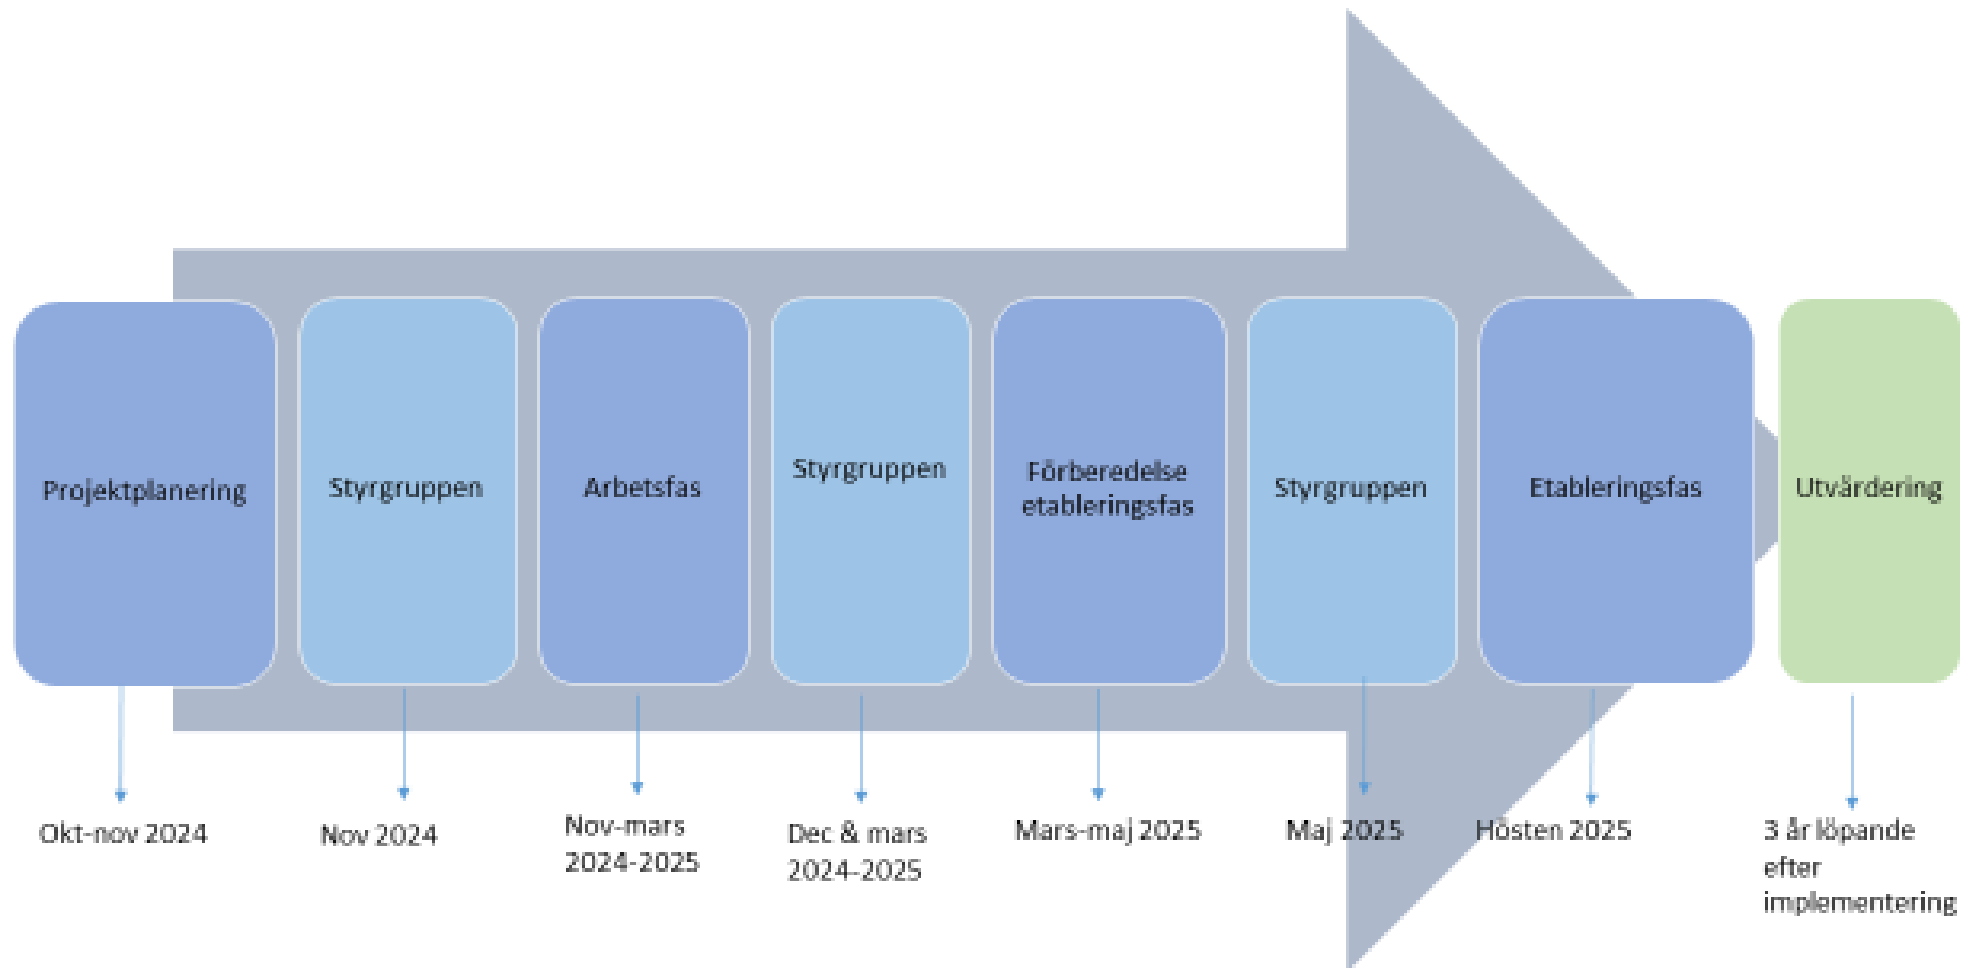 Projektplanering
Styrgruppen
Arbetsfas
Styrgruppen
Förberedelse
etableringsfas
Styrgruppen
Etableringsfas
Utvärdering
Okt-nov 2024
Nov 2024
Nov-mars
2024-2025
Dec & mars
2024-2025
Mars-maj 2025
Maj 2025
Hösten 2025
3 år löpande
efter
implementering